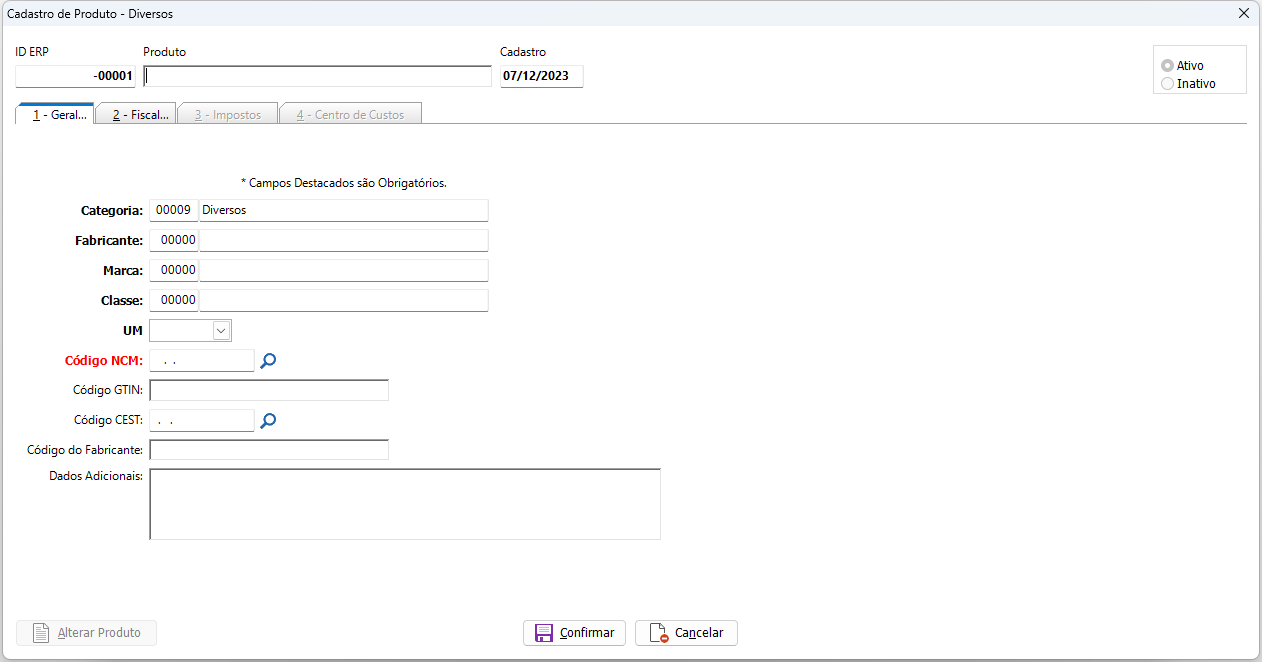 Cadastro de Produto - Diversos
ID ERP Produto Cadastro
-00001 07/12/2023
Ativo
Inativo
1 - Geral... 2 - Fiscal... 3 - Impostos 4 - Centro de Custos
* Campos Destacados são Obrigatórios.
Categoria: 00009 Diversos
Fabricante: 00000
Marca: 00000
Classe: 00000
UM
Código NCM: . .
Código GTIN:
Código CEST: . .
Código do Fabricante:
Dados Adicionais:
Alterar Produto Confirmar Cancelar